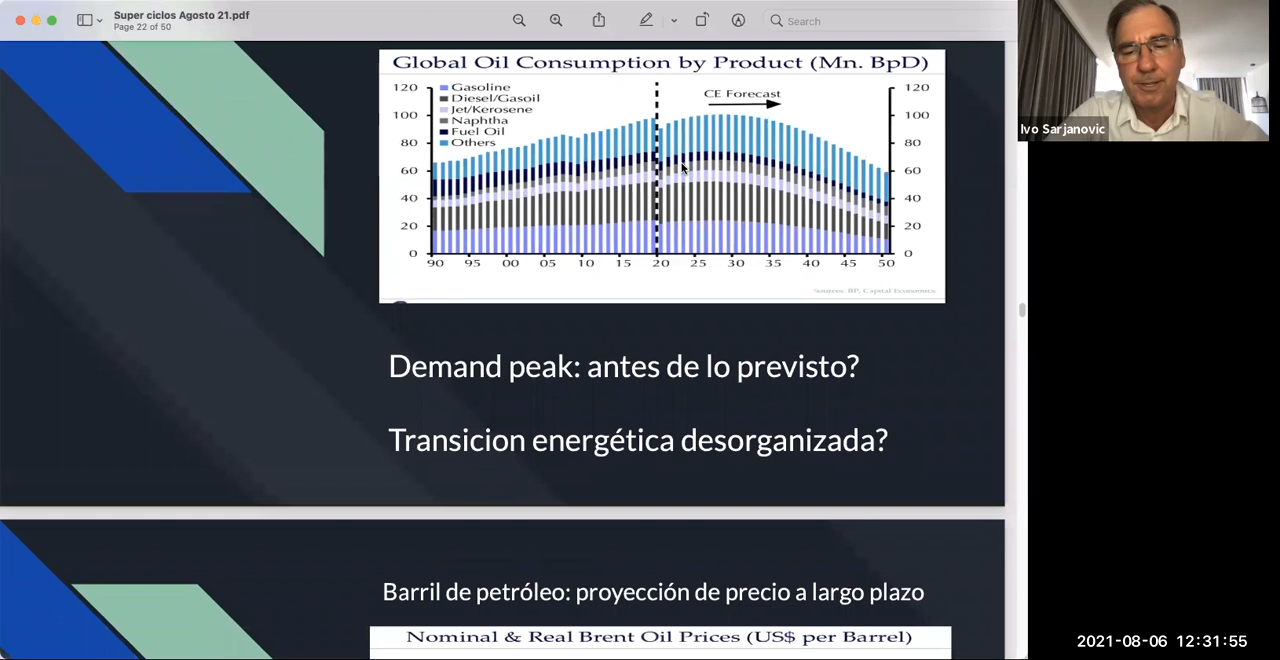 Super ciclos Agosto 21.pdf
Page 22 of 50
Search
Ivo Sarjanovic
Global Oil Consumption by Product (Mn. BpD)
Gasoline
Diesel/Gasoil
Jet/Kerosene
Naphtha
Fuel Oil
Others
CE Forecast
120 120
100 100
80 80
60 60
40 40
20 20
0 0
90 95 00 05 10 15 20 25 30 35 40 45 50
Sources: BP, Capital Economics
Demand peak: antes de lo previsto?
Transicion energética desorganizada?
Barril de petróleo: proyección de precio a largo plazo
Nominal & Real Brent Oil Prices (US$ per Barrel)
2021-08-06 12:31:55